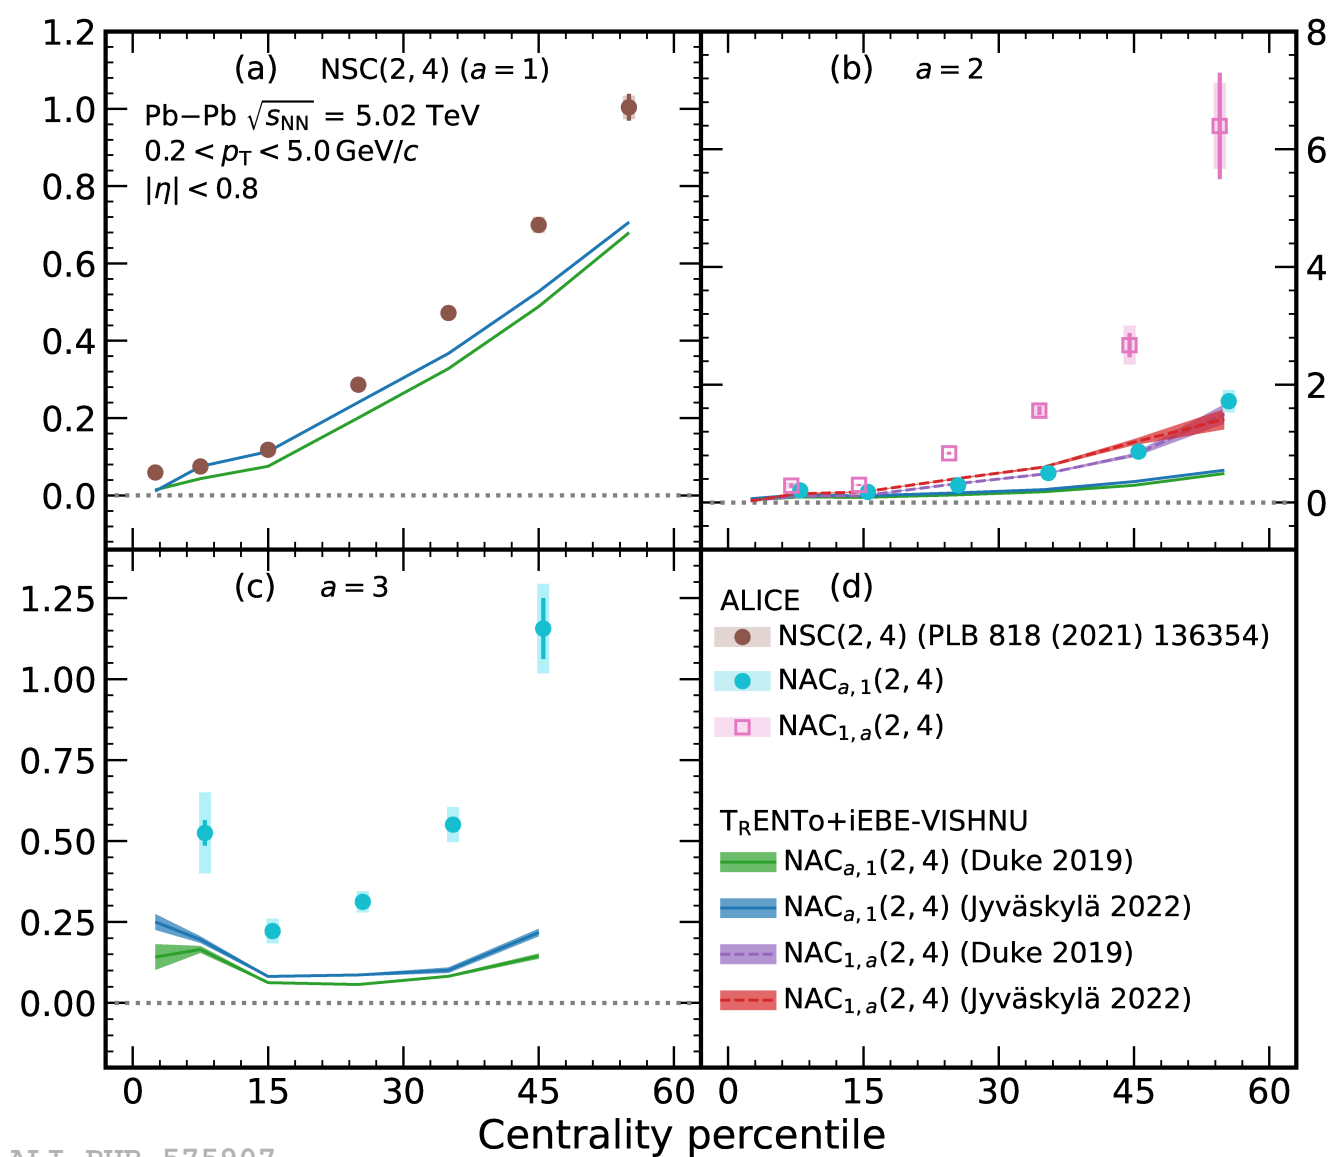 (a) NSC(2, 4) (a = 1)
Pb−Pb √sNN = 5.02 TeV
0.2 < pT < 5.0 GeV/c
|η| < 0.8
1.2
1.0
0.8
0.6
0.4
0.2
0.0
(b) a = 2
8
6
4
2
0
(c) a = 3
1.25
1.00
0.75
0.50
0.25
0.00
0 15 30 45 60
(d)
ALICE
NSC(2, 4) (PLB 818 (2021) 136354)
NACa, 1(2, 4)
NAC1, a(2, 4)
TRENTo+iEBE-VISHNU
NACa, 1(2, 4) (Duke 2019)
NACa, 1(2, 4) (Jyväskylä 2022)
NAC1, a(2, 4) (Duke 2019)
NAC1, a(2, 4) (Jyväskylä 2022)
0 15 30 45 60
Centrality percentile
ALI-PUB-575907